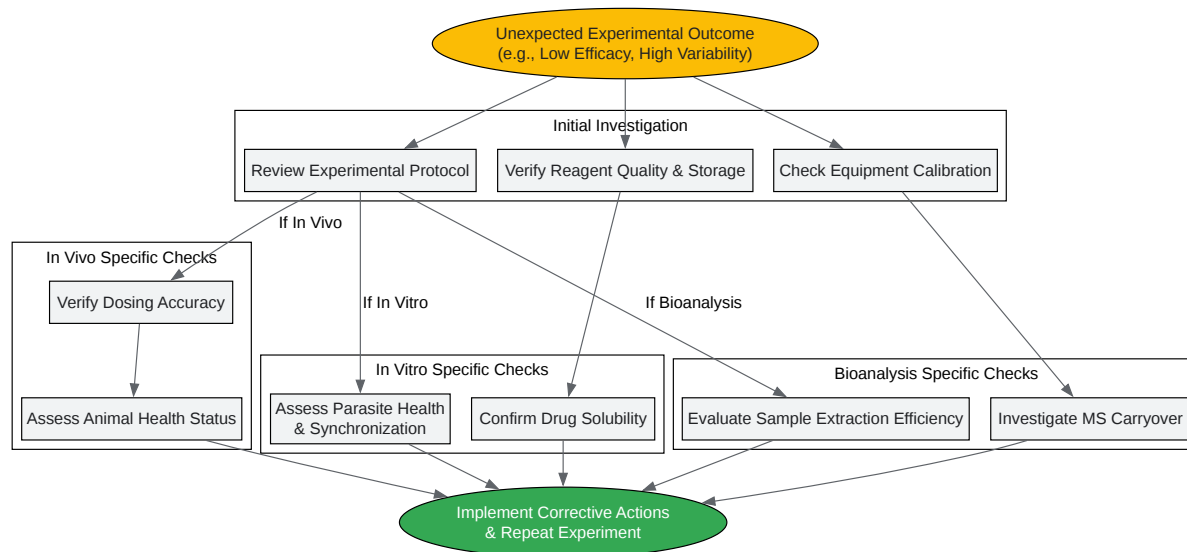 Unexpected Experimental Outcome
(e.g., Low Efficacy, High Variability)
Initial Investigation
Review Experimental Protocol
Verify Reagent Quality & Storage
Check Equipment Calibration
If In Vivo
In Vivo Specific Checks
Verify Dosing Accuracy
If In Vitro
If Bioanalysis
In Vitro Specific Checks
Bioanalysis Specific Checks
Assess Animal Health Status
Assess Parasite Health
& Synchronization
Confirm Drug Solubility
Evaluate Sample Extraction Efficiency
Investigate MS Carryover
Implement Corrective Actions
& Repeat Experiment